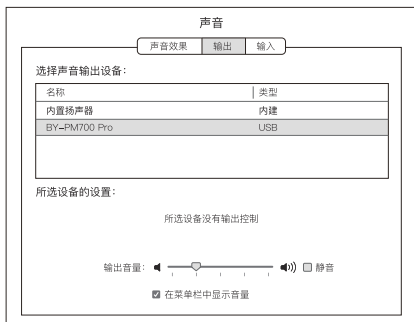 声音
声音效果 输出 输入
选择声音输出设备：
名称 类型
内置扬声器 内建
BY-PM700 Pro USB
所选设备的设置：
所选设备没有输出控制
输出音量： 静音
在菜单栏中显示音量